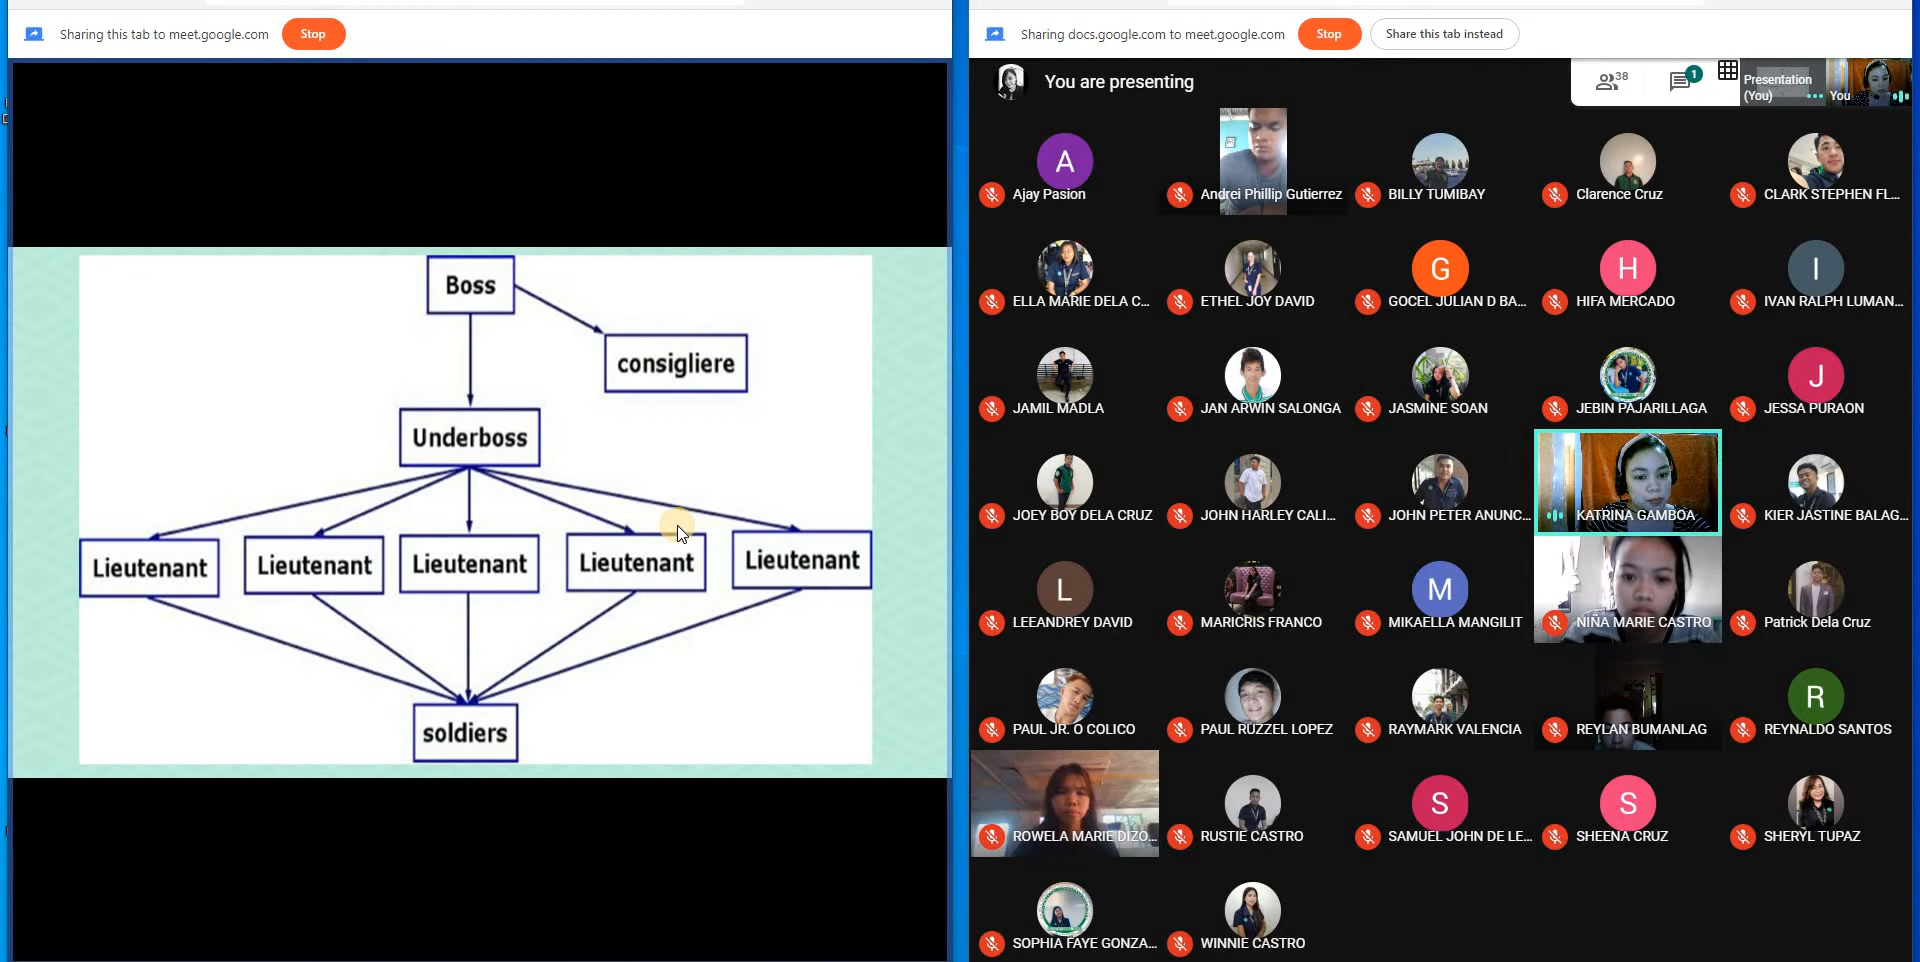 Sharing this tab to meet.google.com
Stop
Boss
consigliere
Underboss
Lieutenant
Lieutenant
Lieutenant
Lieutenant
Lieutenant
soldiers
Sharing docs.google.com to meet.google.com
Stop
Share this tab instead
You are presenting
38
1
Presentation
(You)
You
A
Ajay Pasion
Andrei Phillip Gutierrez
BILLY TUMIBAY
Clarence Cruz
CLARK STEPHEN FL...
ELLA MARIE DELA C...
ETHEL JOY DAVID
G
GOCEL JULIAN D BA...
H
HIFA MERCADO
I
IVAN RALPH LUMAN...
JAMIL MADLA
JAN ARWIN SALONGA
JASMINE SOAN
JEBIN PAJARILLAGA
J
JESSA PURAON
JOEY BOY DELA CRUZ
JOHN HARLEY CALI...
JOHN PETER ANUNC...
KATRINA GAMBOA
KIER JASTINE BALAG...
L
LEEANDREY DAVID
MARICRIS FRANCO
M
MIKAELLA MANGILIT
NIÑA MARIE CASTRO
Patrick Dela Cruz
PAUL JR. O COLICO
PAUL RUZZEL LOPEZ
RAYMARK VALENCIA
REYLAN BUMANLAG
R
REYNALDO SANTOS
ROWELA MARIE DIZO...
RUSTIE CASTRO
S
SAMUEL JOHN DE LE...
S
SHEENA CRUZ
SHERYL TUPAZ
SOPHIA FAYE GONZA...
WINNIE CASTRO